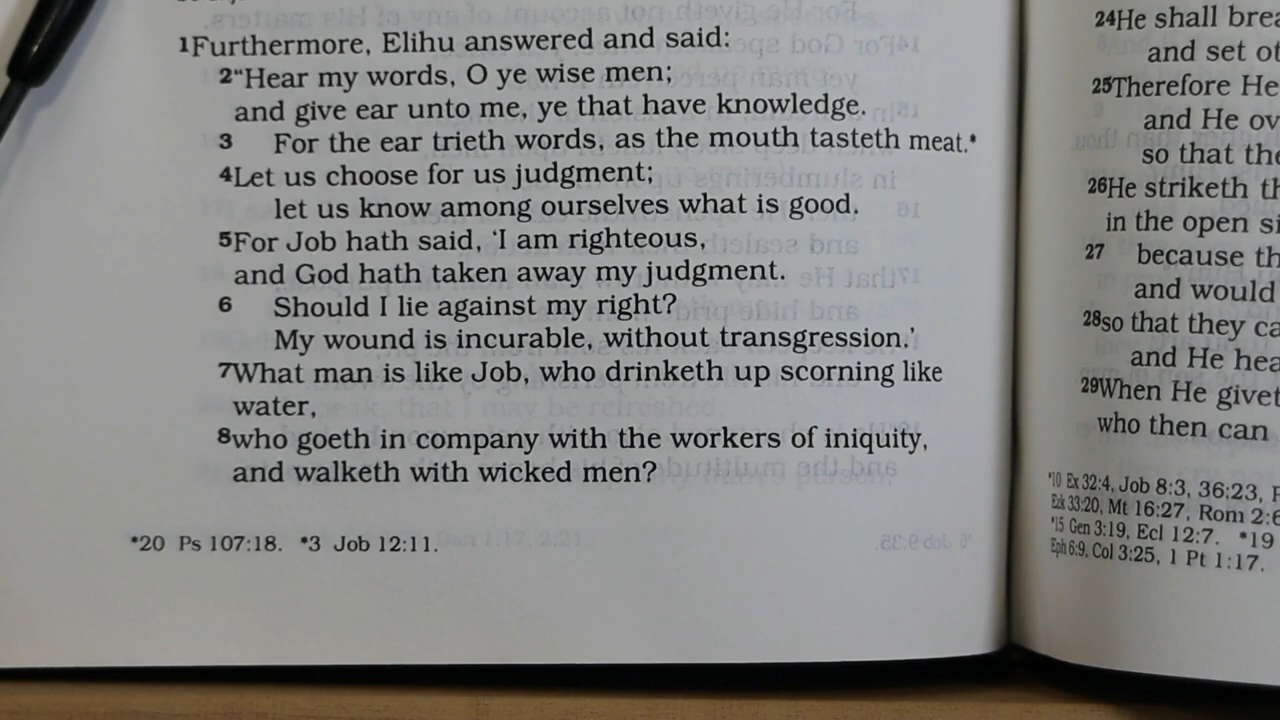 1Furthermore, Elihu answered and said:
2“Hear my words, O ye wise men;
and give ear unto me, ye that have knowledge.
3 For the ear trieth words, as the mouth tasteth meat.*
4Let us choose for us judgment;
let us know among ourselves what is good.
5For Job hath said, ‘I am righteous,
and God hath taken away my judgment.
6 Should I lie against my right?
My wound is incurable, without transgression.’
7What man is like Job, who drinketh up scorning like
water,
8who goeth in company with the workers of iniquity,
and walketh with wicked men?
*20 Ps 107:18. *3 Job 12:11.
24He shall brea
and set ot
25Therefore He
and He ov
so that the
26He striketh th
in the open si
27 because th
and would
28so that they ca
and He hea
29When He givet
who then can
*10 Ex 32:4, Job 8:3, 36:23, P
Ezk 33:20, Mt 16:27, Rom 2:6
*15 Gen 3:19, Ecl 12:7. *19
Eph 6:9, Col 3:25, 1 Pt 1:17.